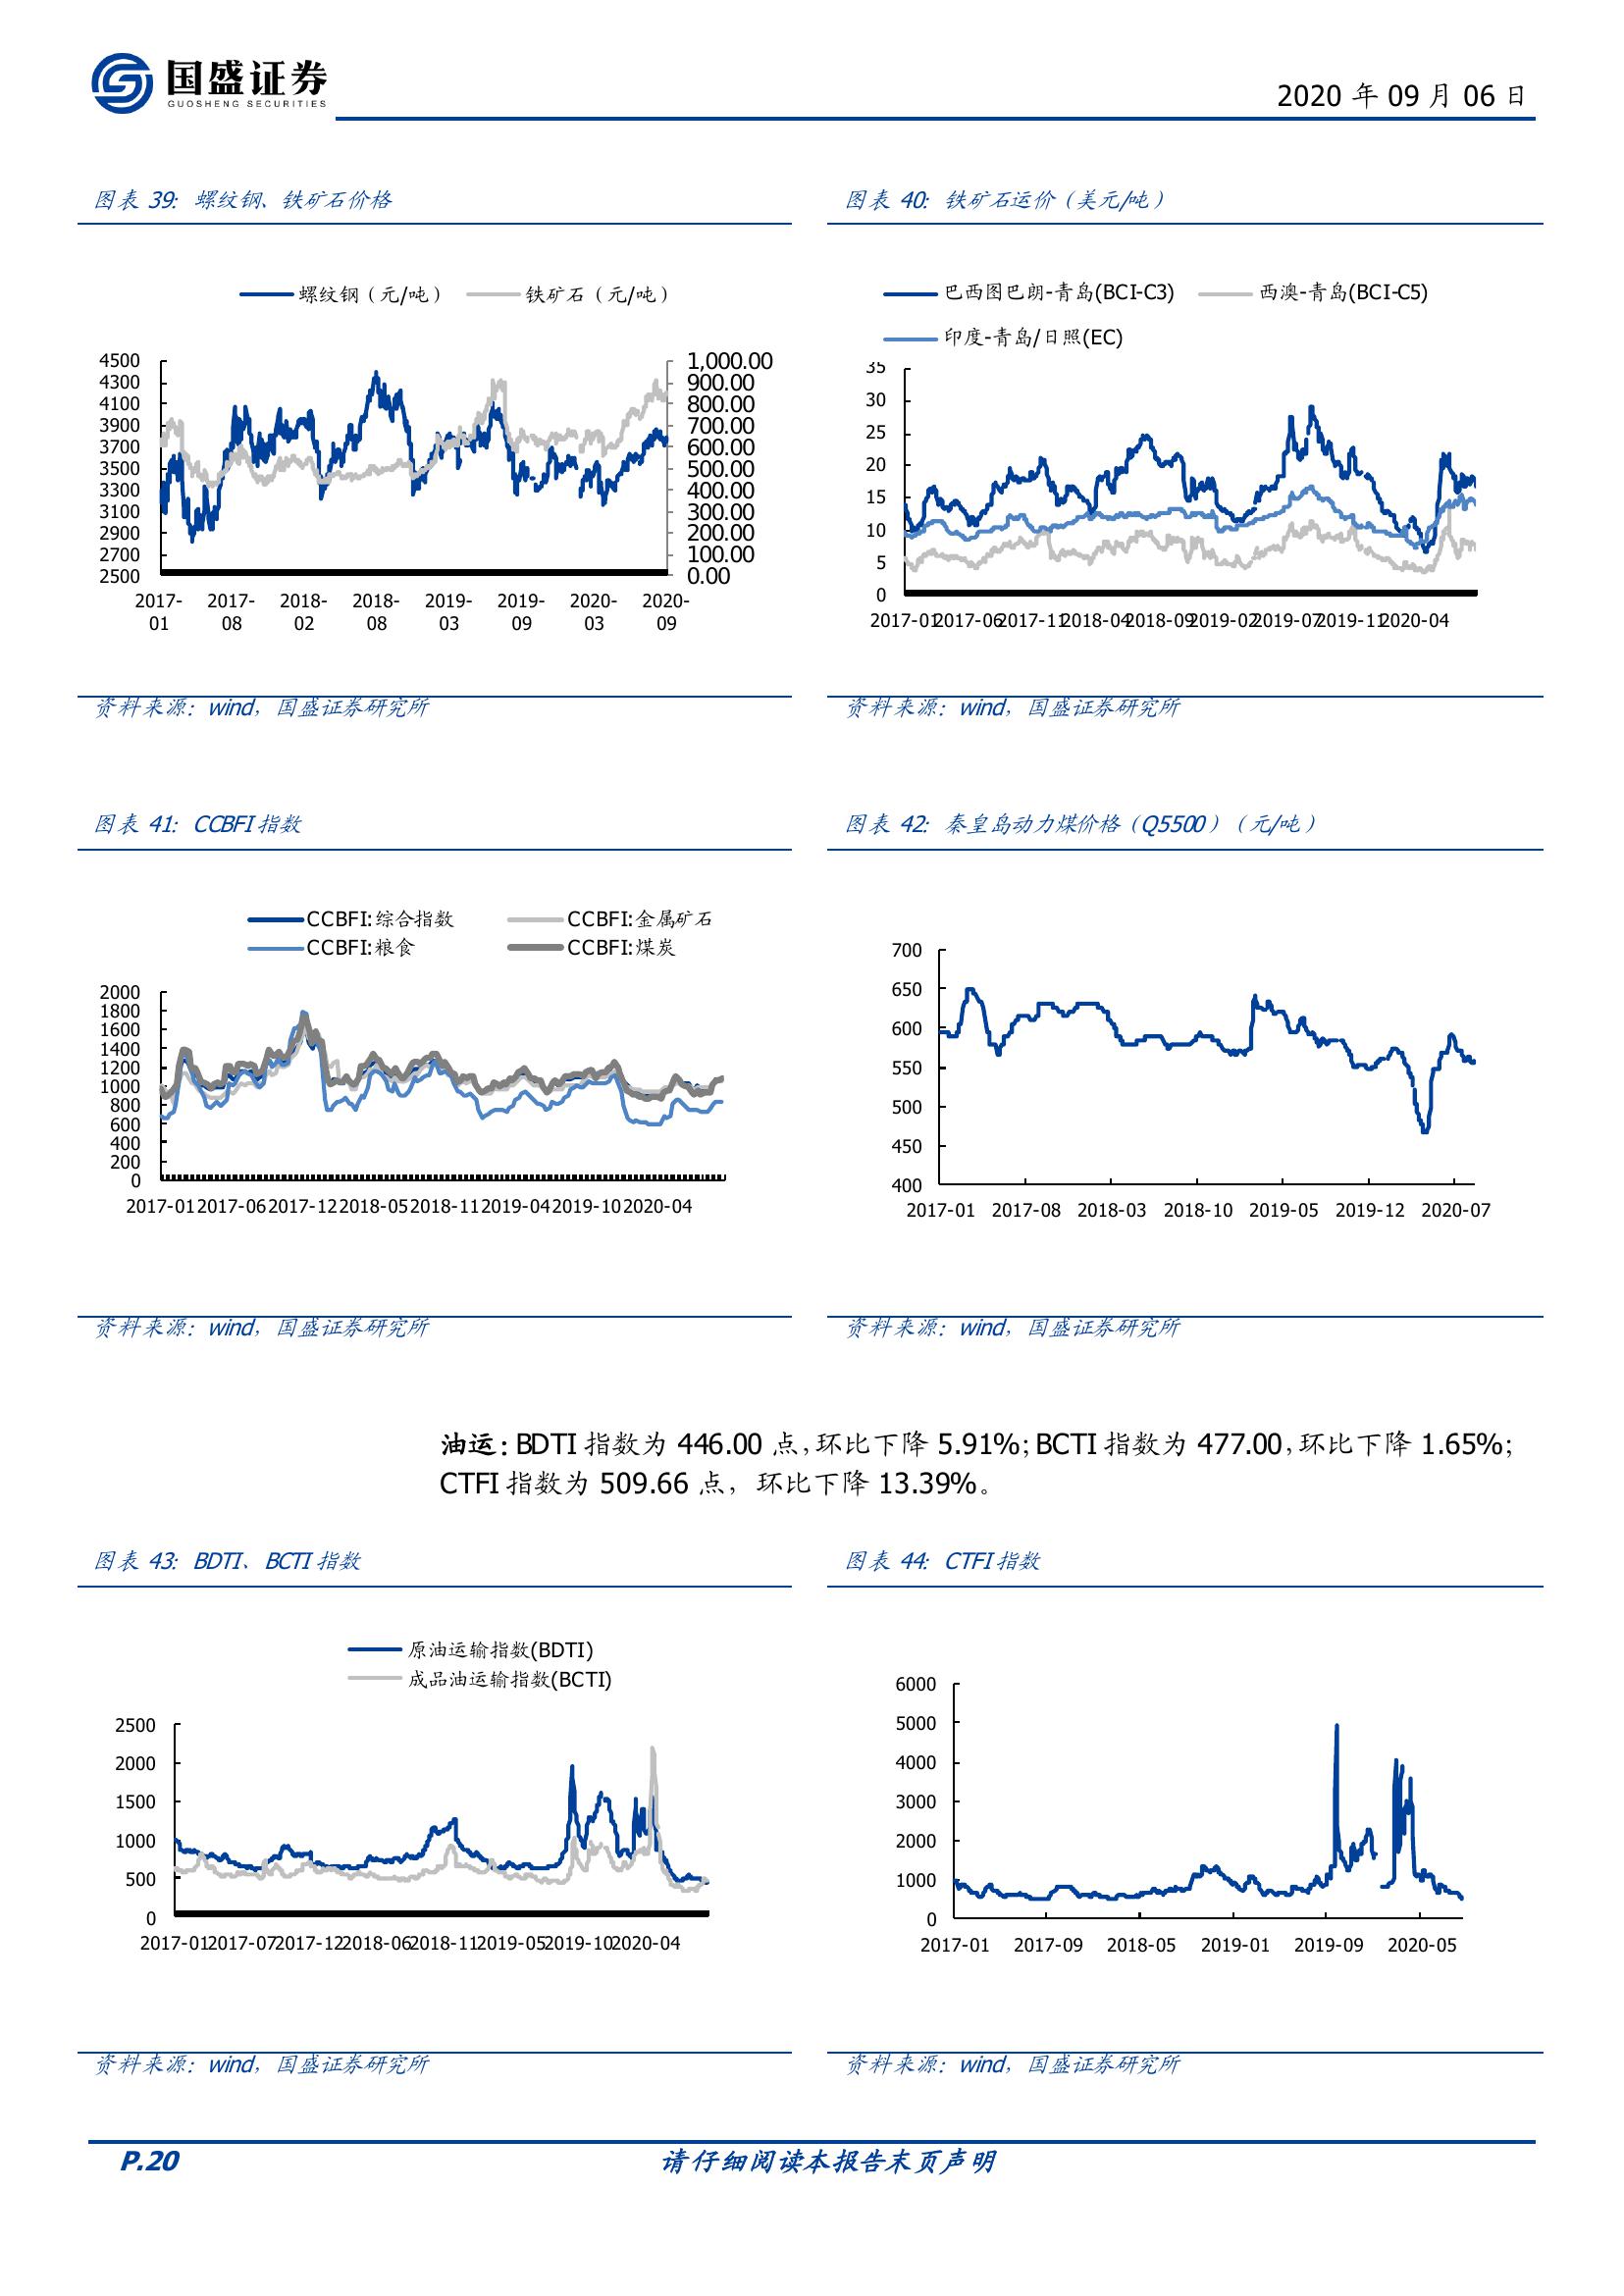 国盛证券
GUOSHENG SECURITIES
2020 年 09 月 06 日
图表 39: 螺纹钢、铁矿石价格
螺纹钢（元/吨） 铁矿石（元/吨）
4500
4300
4100
3900
3700
3500
3300
3100
2900
2700
2500
1,000.00
900.00
800.00
700.00
600.00
500.00
400.00
300.00
200.00
100.00
0.00
2017-01 2017-08 2018-02 2018-08 2019-03 2019-09 2020-03 2020-09
资料来源：wind，国盛证券研究所
图表 40: 铁矿石运价（美元/吨）
巴西图巴朗-青岛(BCI-C3) 西澳-青岛(BCI-C5)
印度-青岛/日照(EC)
35
30
25
20
15
10
5
0
2017-01 2017-06 2017-11 2018-04 2018-09 2019-02 2019-07 2019-11 2020-04
资料来源：wind，国盛证券研究所
图表 41: CCBFI 指数
CCBFI:综合指数 CCBFI:金属矿石
CCBFI:粮食 CCBFI:煤炭
2000
1800
1600
1400
1200
1000
800
600
400
200
0
2017-01 2017-06 2017-12 2018-05 2018-11 2019-04 2019-10 2020-04
资料来源：wind，国盛证券研究所
图表 42: 秦皇岛动力煤价格（Q5500）（元/吨）
700
650
600
550
500
450
400
2017-01 2017-08 2018-03 2018-10 2019-05 2019-12 2020-07
资料来源：wind，国盛证券研究所
油运：BDTI 指数为 446.00 点，环比下降 5.91%；BCTI 指数为 477.00，环比下降 1.65%；
CTFI 指数为 509.66 点，环比下降 13.39%。
图表 43: BDTI、BCTI 指数
原油运输指数(BDTI)
成品油运输指数(BCTI)
2500
2000
1500
1000
500
0
2017-01 2017-07 2017-12 2018-06 2018-11 2019-05 2019-10 2020-04
资料来源：wind，国盛证券研究所
图表 44: CTFI 指数
6000
5000
4000
3000
2000
1000
0
2017-01 2017-09 2018-05 2019-01 2019-09 2020-05
资料来源：wind，国盛证券研究所
P.20 请仔细阅读本报告末页声明